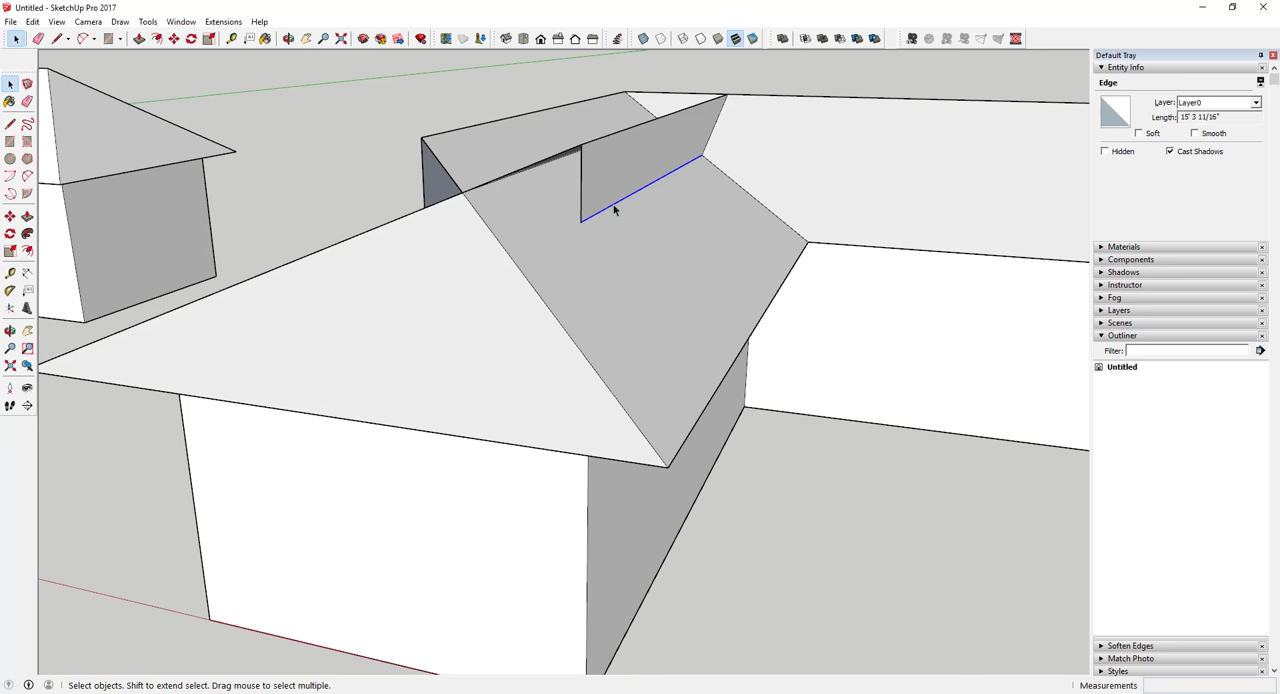 Untitled - SketchUp Pro 2017
File Edit View Camera Draw Tools Window Extensions Help
Default Tray
Entity Info
Edge
Layer: Layer0
Length: 15' 3 11/16"
Soft Smooth
Hidden Cast Shadows
Materials
Components
Shadows
Instructor
Fog
Layers
Scenes
Outliner
Filter:
Untitled
Soften Edges
Match Photo
Styles
Select objects. Shift to extend select. Drag mouse to select multiple.
Measurements